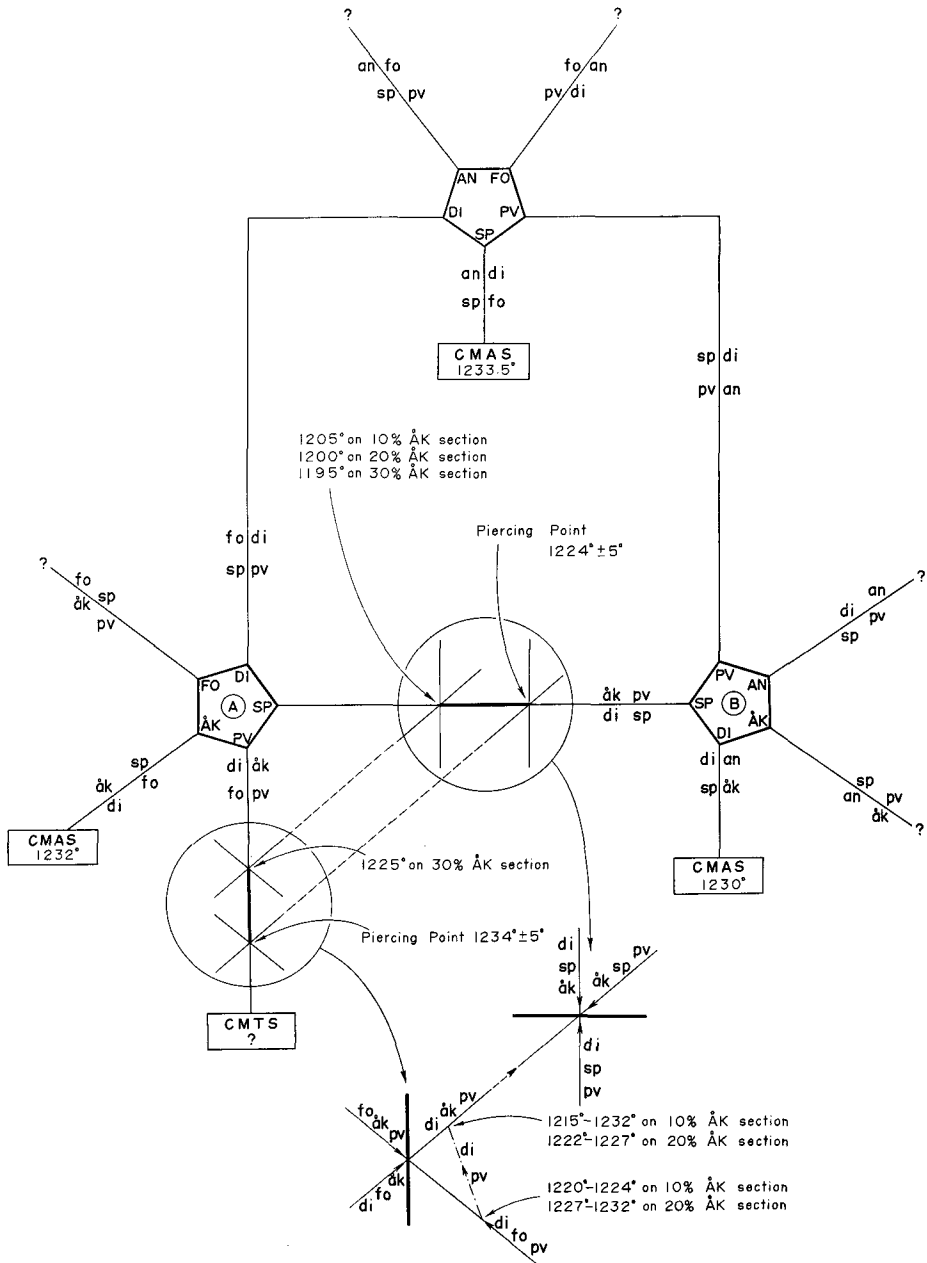 ? ?
an fo
sp pv
fo an
pv di
AN FO
DI PV
SP
an di
sp fo
CMAS
1233.5°
sp di
pv an
1205° on 10% ÅK section
1200° on 20% ÅK section
1195° on 30% ÅK section
Piercing Point
1224° ± 5°
fo di
sp pv
?
fo sp
åk pv
?
an
di pv
sp
FO DI
A SP
ÅK
PV
åk pv
di sp
PV
AN
SP B
ÅK
DI
sp
åk fo
di
di åk
fo pv
di an
sp åk
sp pv
an åk
?
CMAS
1232°
CMAS
1230°
1225° on 30% ÅK section
Piercing Point 1234° ± 5°
CMTS
?
di
sp
åk
åk sp pv
di
sp
pv
fo åk pv
di fo åk
di åk pv
1215°-1232° on 10% ÅK section
1222°-1227° on 20% ÅK section
di
pv
1220°-1224° on 10% ÅK section
1227°-1232° on 20% ÅK section
di fo pv